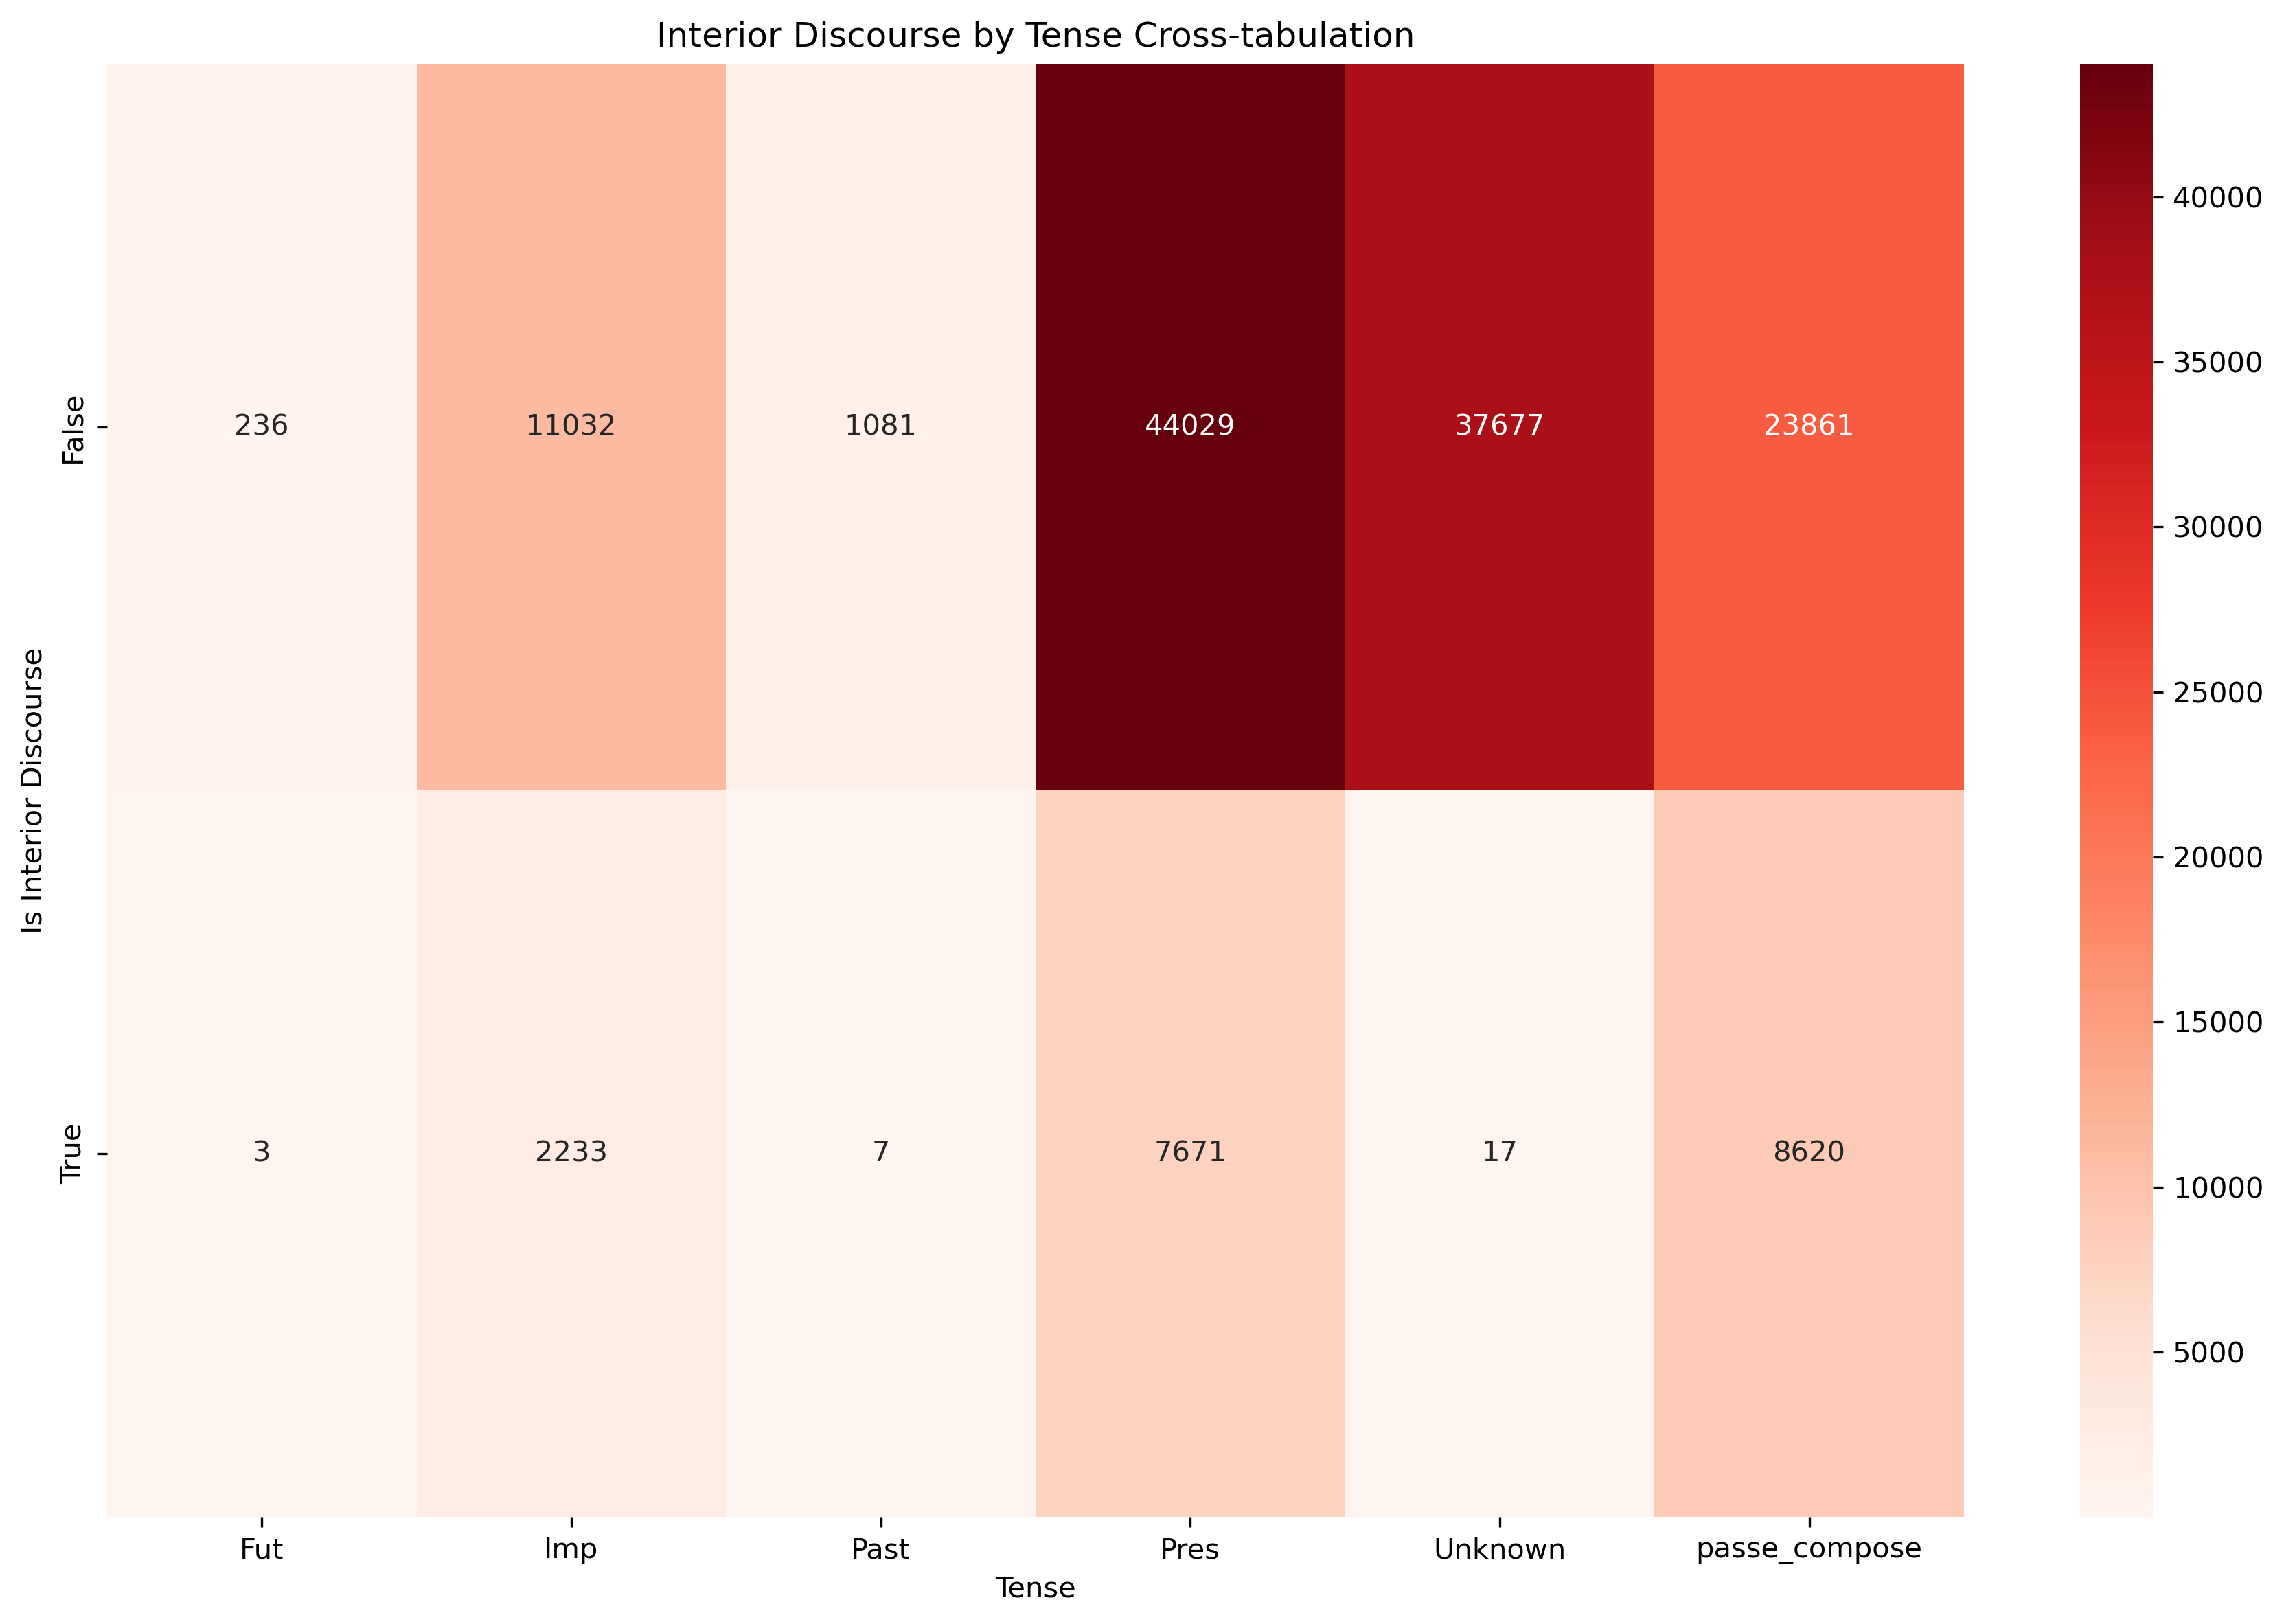 Interior Discourse by Tense Cross-tabulation
Is Interior Discourse
False
236 11032 1081 44029 37677 23861
True
3 2233 7 7671 17 8620
Fut Imp Past Pres Unknown passe_compose
Tense
40000
35000
30000
25000
20000
15000
10000
5000